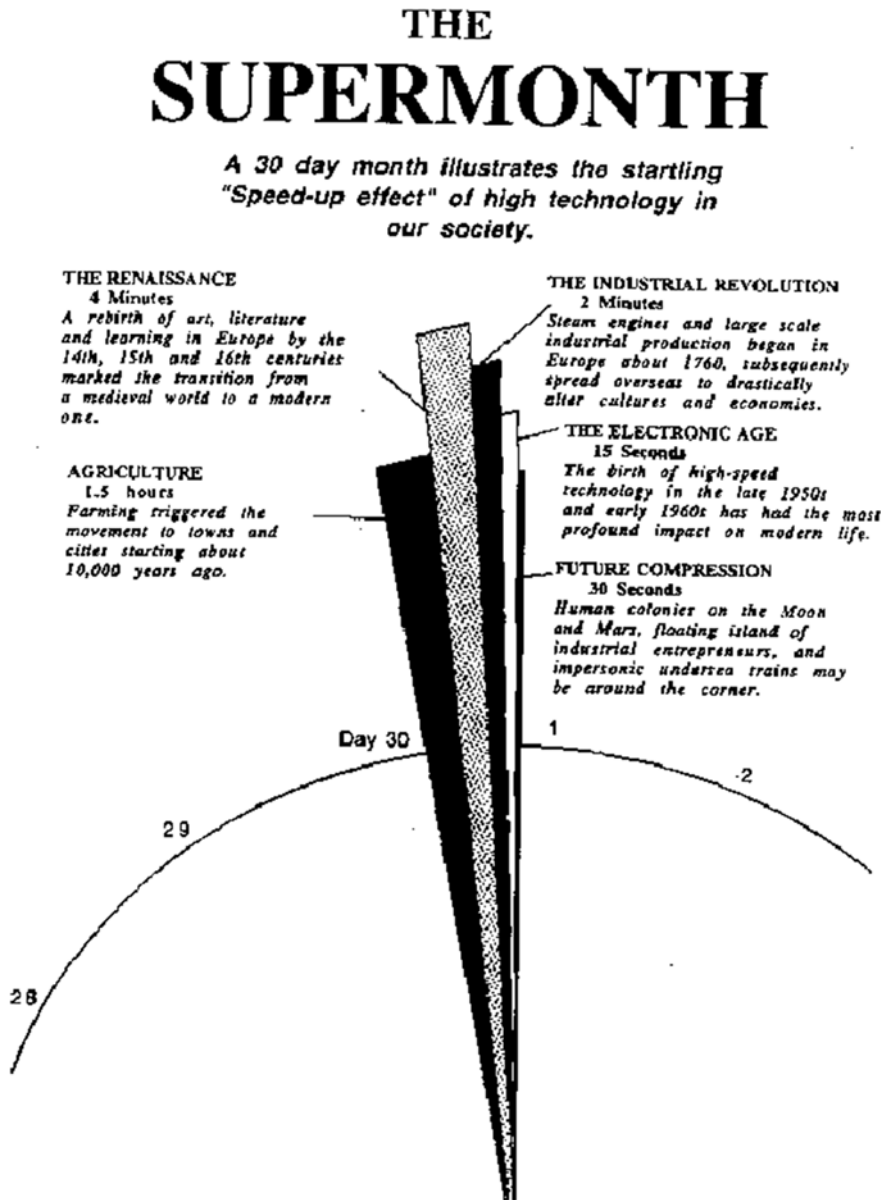 THE
SUPERMONTH
A 30 day month illustrates the startling
"Speed-up effect" of high technology in
our society.
THE RENAISSANCE
4 Minutes
A rebirth of art, literature
and learning in Europe by the
14th, 15th and 16th centuries
marked the transition from
a medieval world to a modern
one.
AGRICULTURE
1.5 hours
Farming triggered the
movement to towns and
cities starting about
10,000 years ago.
THE INDUSTRIAL REVOLUTION
2 Minutes
Steam engines and large scale
industrial production began in
Europe about 1760, subsequently
spread overseas to drastically
alter cultures and economies.
THE ELECTRONIC AGE
15 Seconds
The birth of high-speed
technology in the late 1950s
and early 1960s has had the most
profound impact on modern life.
FUTURE COMPRESSION
30 Seconds
Human colonies on the Moon
and Mars, floating island of
industrial entrepreneurs, and
impersonic undersea trains may
be around the corner.
Day 30
1
2
29
28